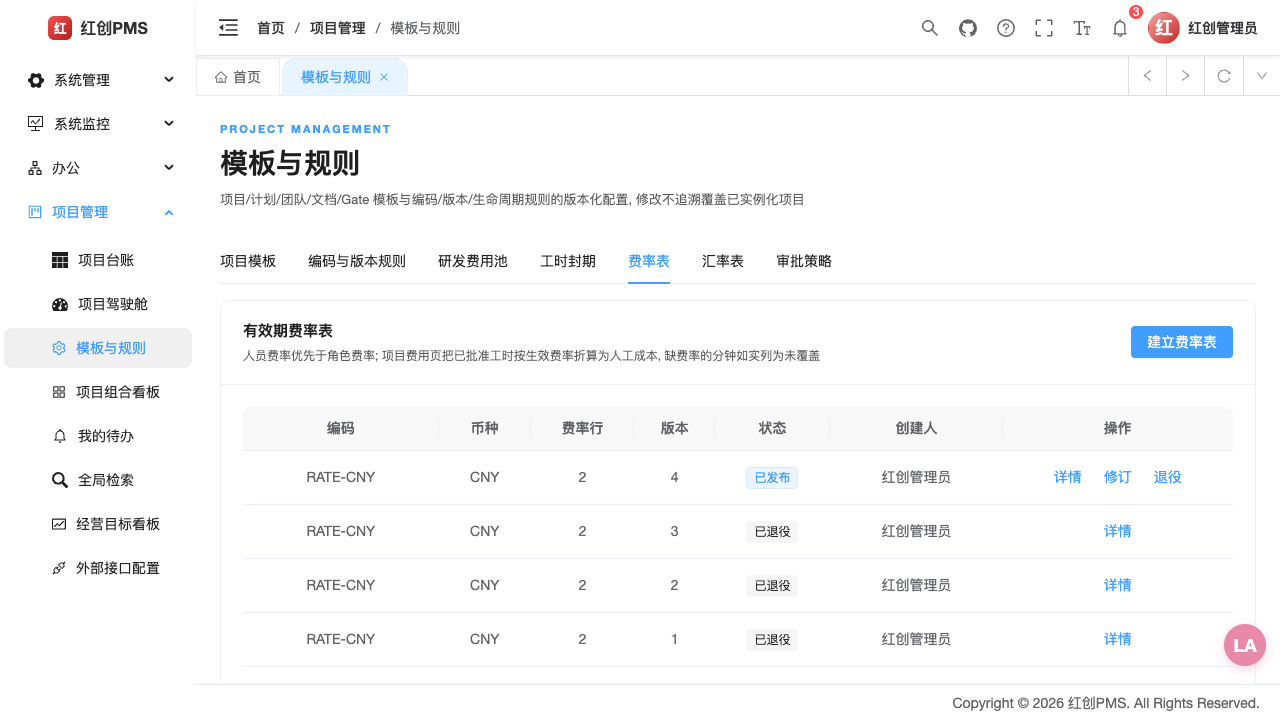 红 红创PMS
系统管理
系统监控
办公
项目管理
项目台账
项目驾驶舱
模板与规则
项目组合看板
我的待办
全局检索
经营目标看板
外部接口配置
首页 / 项目管理 / 模板与规则
3
红 红创管理员
首页 模板与规则
PROJECT MANAGEMENT
模板与规则
项目/计划/团队/文档/Gate 模板与编码/版本/生命周期规则的版本化配置, 修改不追溯覆盖已实例化项目
项目模板 编码与版本规则 研发费用池 工时封期 费率表 汇率表 审批策略
有效期费率表
人员费率优先于角色费率; 项目费用页把已批准工时按生效费率折算为人工成本, 缺费率的分钟如实列为未覆盖
建立费率表
编码 币种 费率行 版本 状态 创建人 操作
RATE-CNY CNY 2 4 已发布 红创管理员 详情 修订 退役
RATE-CNY CNY 2 3 已退役 红创管理员 详情
RATE-CNY CNY 2 2 已退役 红创管理员 详情
RATE-CNY CNY 2 1 已退役 红创管理员 详情
LA
Copyright © 2026 红创PMS. All Rights Reserved.